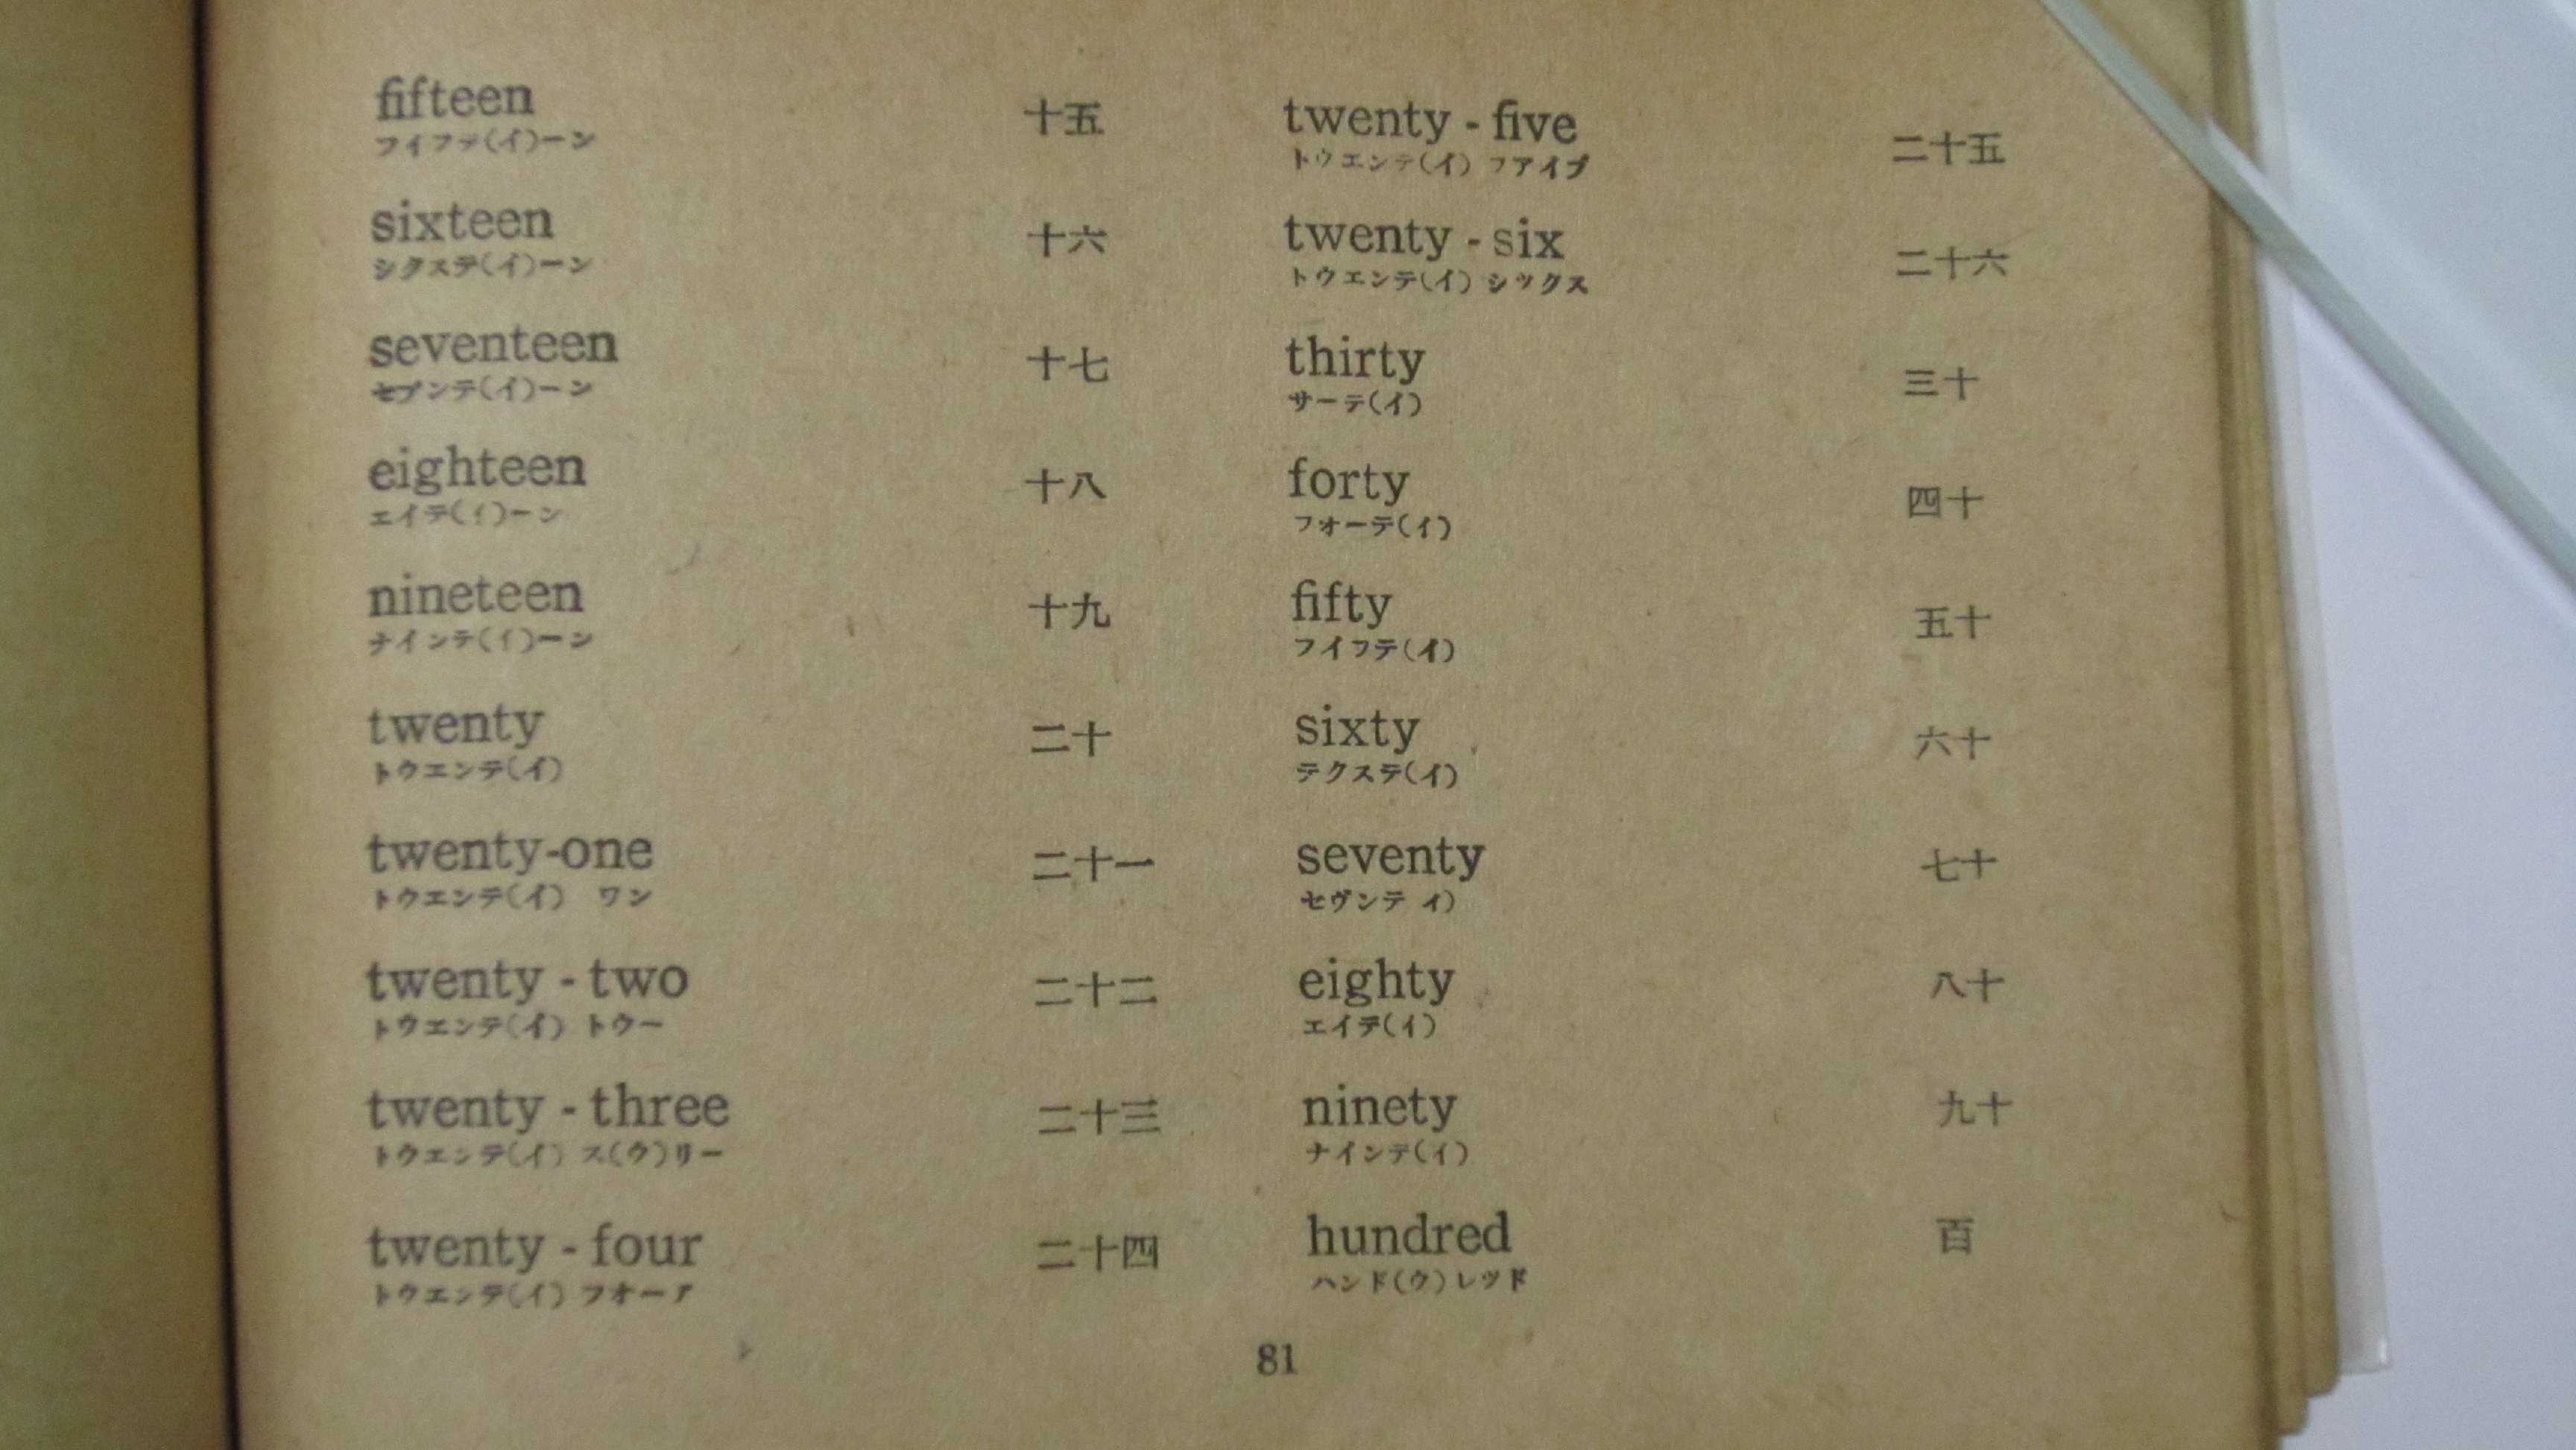 fifteen 十五
フイフテ(イ)ーン
sixteen 十六
シクステ(イ)ーン
seventeen 十七
セブンテ(イ)ーン
eighteen 十八
エイテ(イ)ーン
nineteen 十九
ナインテ(イ)ーン
twenty 二十
トウエンテ(イ)
twenty-one 二十一
トウエンテ(イ) ワン
twenty - two 二十二
トウエンテ(イ) トウー
twenty - three 二十三
トウエンテ(イ) ス(ウ)リー
twenty - four 二十四
トウエンテ(イ) フオーア
twenty - five 二十五
トウエンテ(イ) フアイブ
twenty - six 二十六
トウエンテ(イ) シックス
thirty 三十
サーテ(イ)
forty 四十
フォーテ(イ)
fifty 五十
フイフテ(イ)
sixty 六十
テクステ(イ)
seventy 七十
セヴンテ イ)
eighty 八十
エイテ(イ)
ninety 九十
ナインテ(イ)
hundred 百
ハンド(ウ)レツド
81